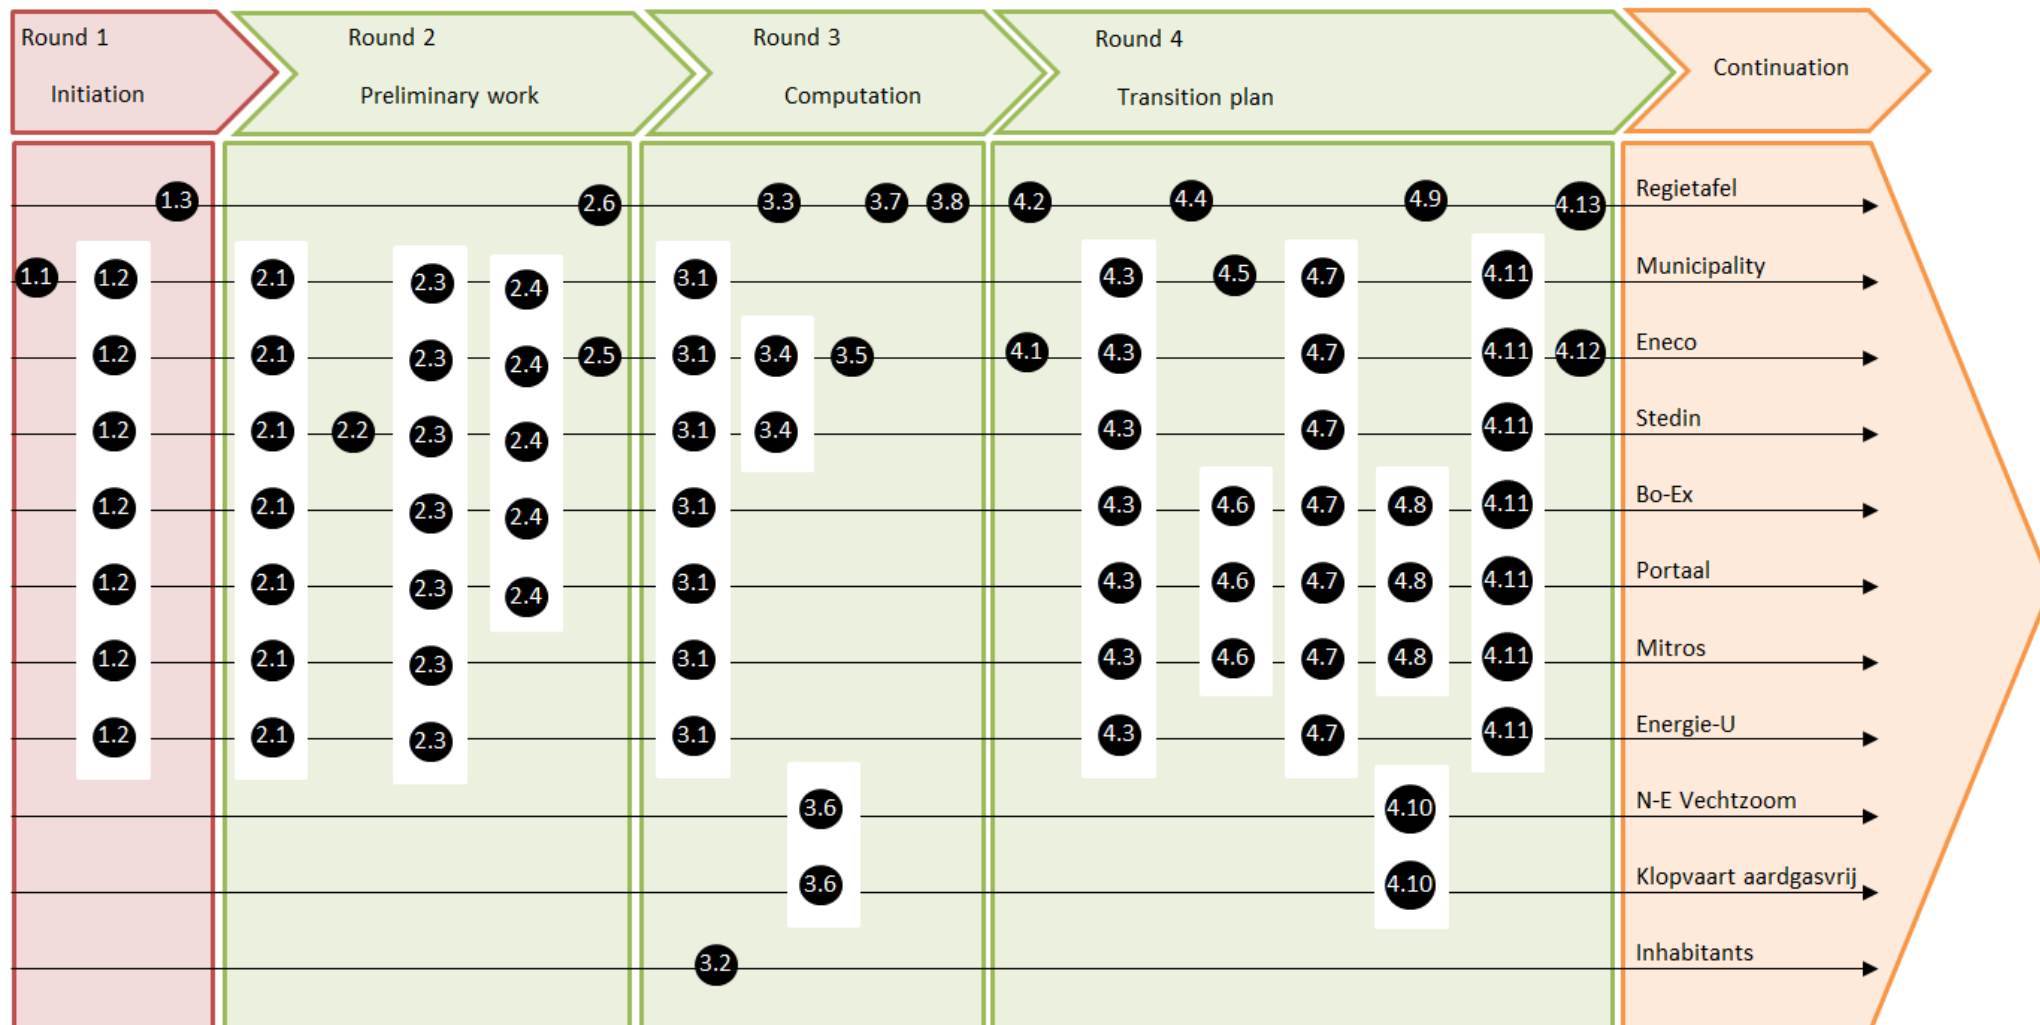 Round 1
Initiation
Round 2
Preliminary work
Round 3
Computation
Round 4
Transition plan
Continuation
1.3 2.6 3.3 3.7 3.8 4.2 4.4 4.9 4.13 Regietafel
1.1 1.2 2.1 2.3 2.4 3.1 4.3 4.5 4.7 4.11 Municipality
1.2 2.1 2.3 2.4 2.5 3.1 3.4 3.5 4.1 4.3 4.7 4.11 4.12 Eneco
1.2 2.1 2.2 2.3 2.4 3.1 3.4 4.3 4.7 4.11 Stedin
1.2 2.1 2.3 2.4 3.1 4.3 4.6 4.7 4.8 4.11 Bo-Ex
1.2 2.1 2.3 2.4 3.1 4.3 4.6 4.7 4.8 4.11 Portaal
1.2 2.1 2.3 3.1 4.3 4.6 4.7 4.8 4.11 Mitros
1.2 2.1 2.3 3.1 4.3 4.7 4.11 Energie-U
3.6 4.10 N-E Vechtzoom
3.6 4.10 Klopvaart aardgasvrij
3.2 Inhabitants